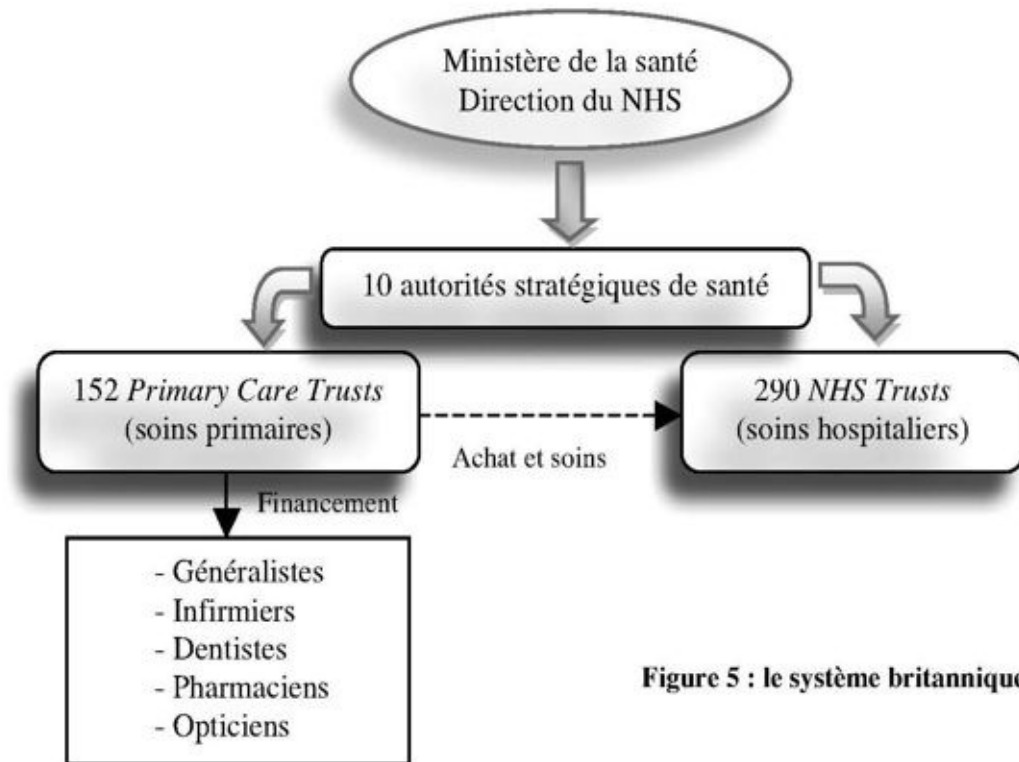 Ministère de la santé
Direction du NHS
10 autorités stratégiques de santé
152 Primary Care Trusts
(soins primaires)
290 NHS Trusts
(soins hospitaliers)
Achat et soins
Financement
- Généralistes
- Infirmiers
- Dentistes
- Pharmaciens
- Opticiens
Figure 5 : le système britannique